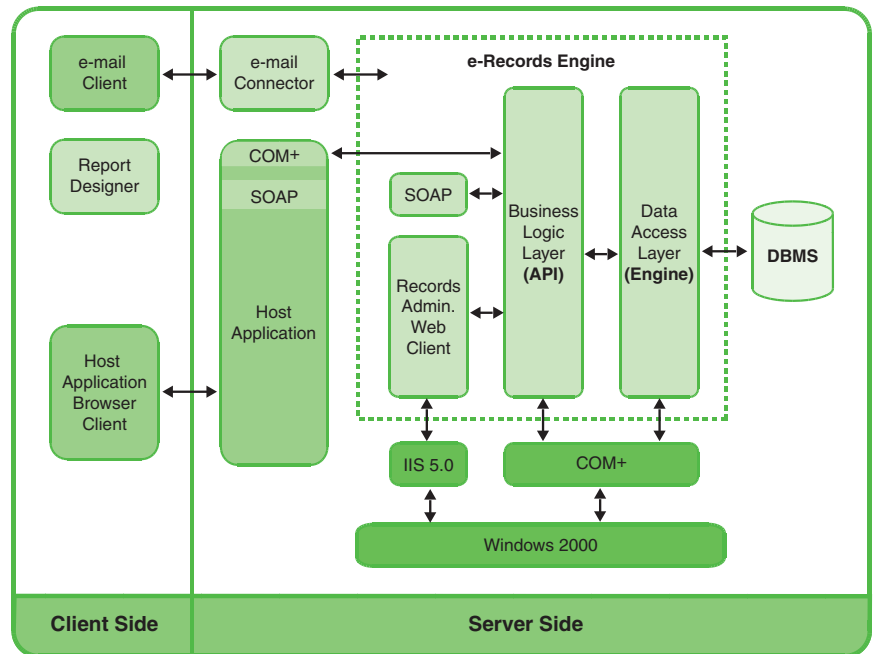 e-mail
Client
e-mail
Connector
e-Records Engine
Report
Designer
COM+
SOAP
Host
Application
SOAP
Records
Admin.
Web
Client
Business
Logic
Layer
(API)
Data
Access
Layer
(Engine)
DBMS
Host
Application
Browser
Client
IIS 5.0
COM+
Windows 2000
Client Side
Server Side